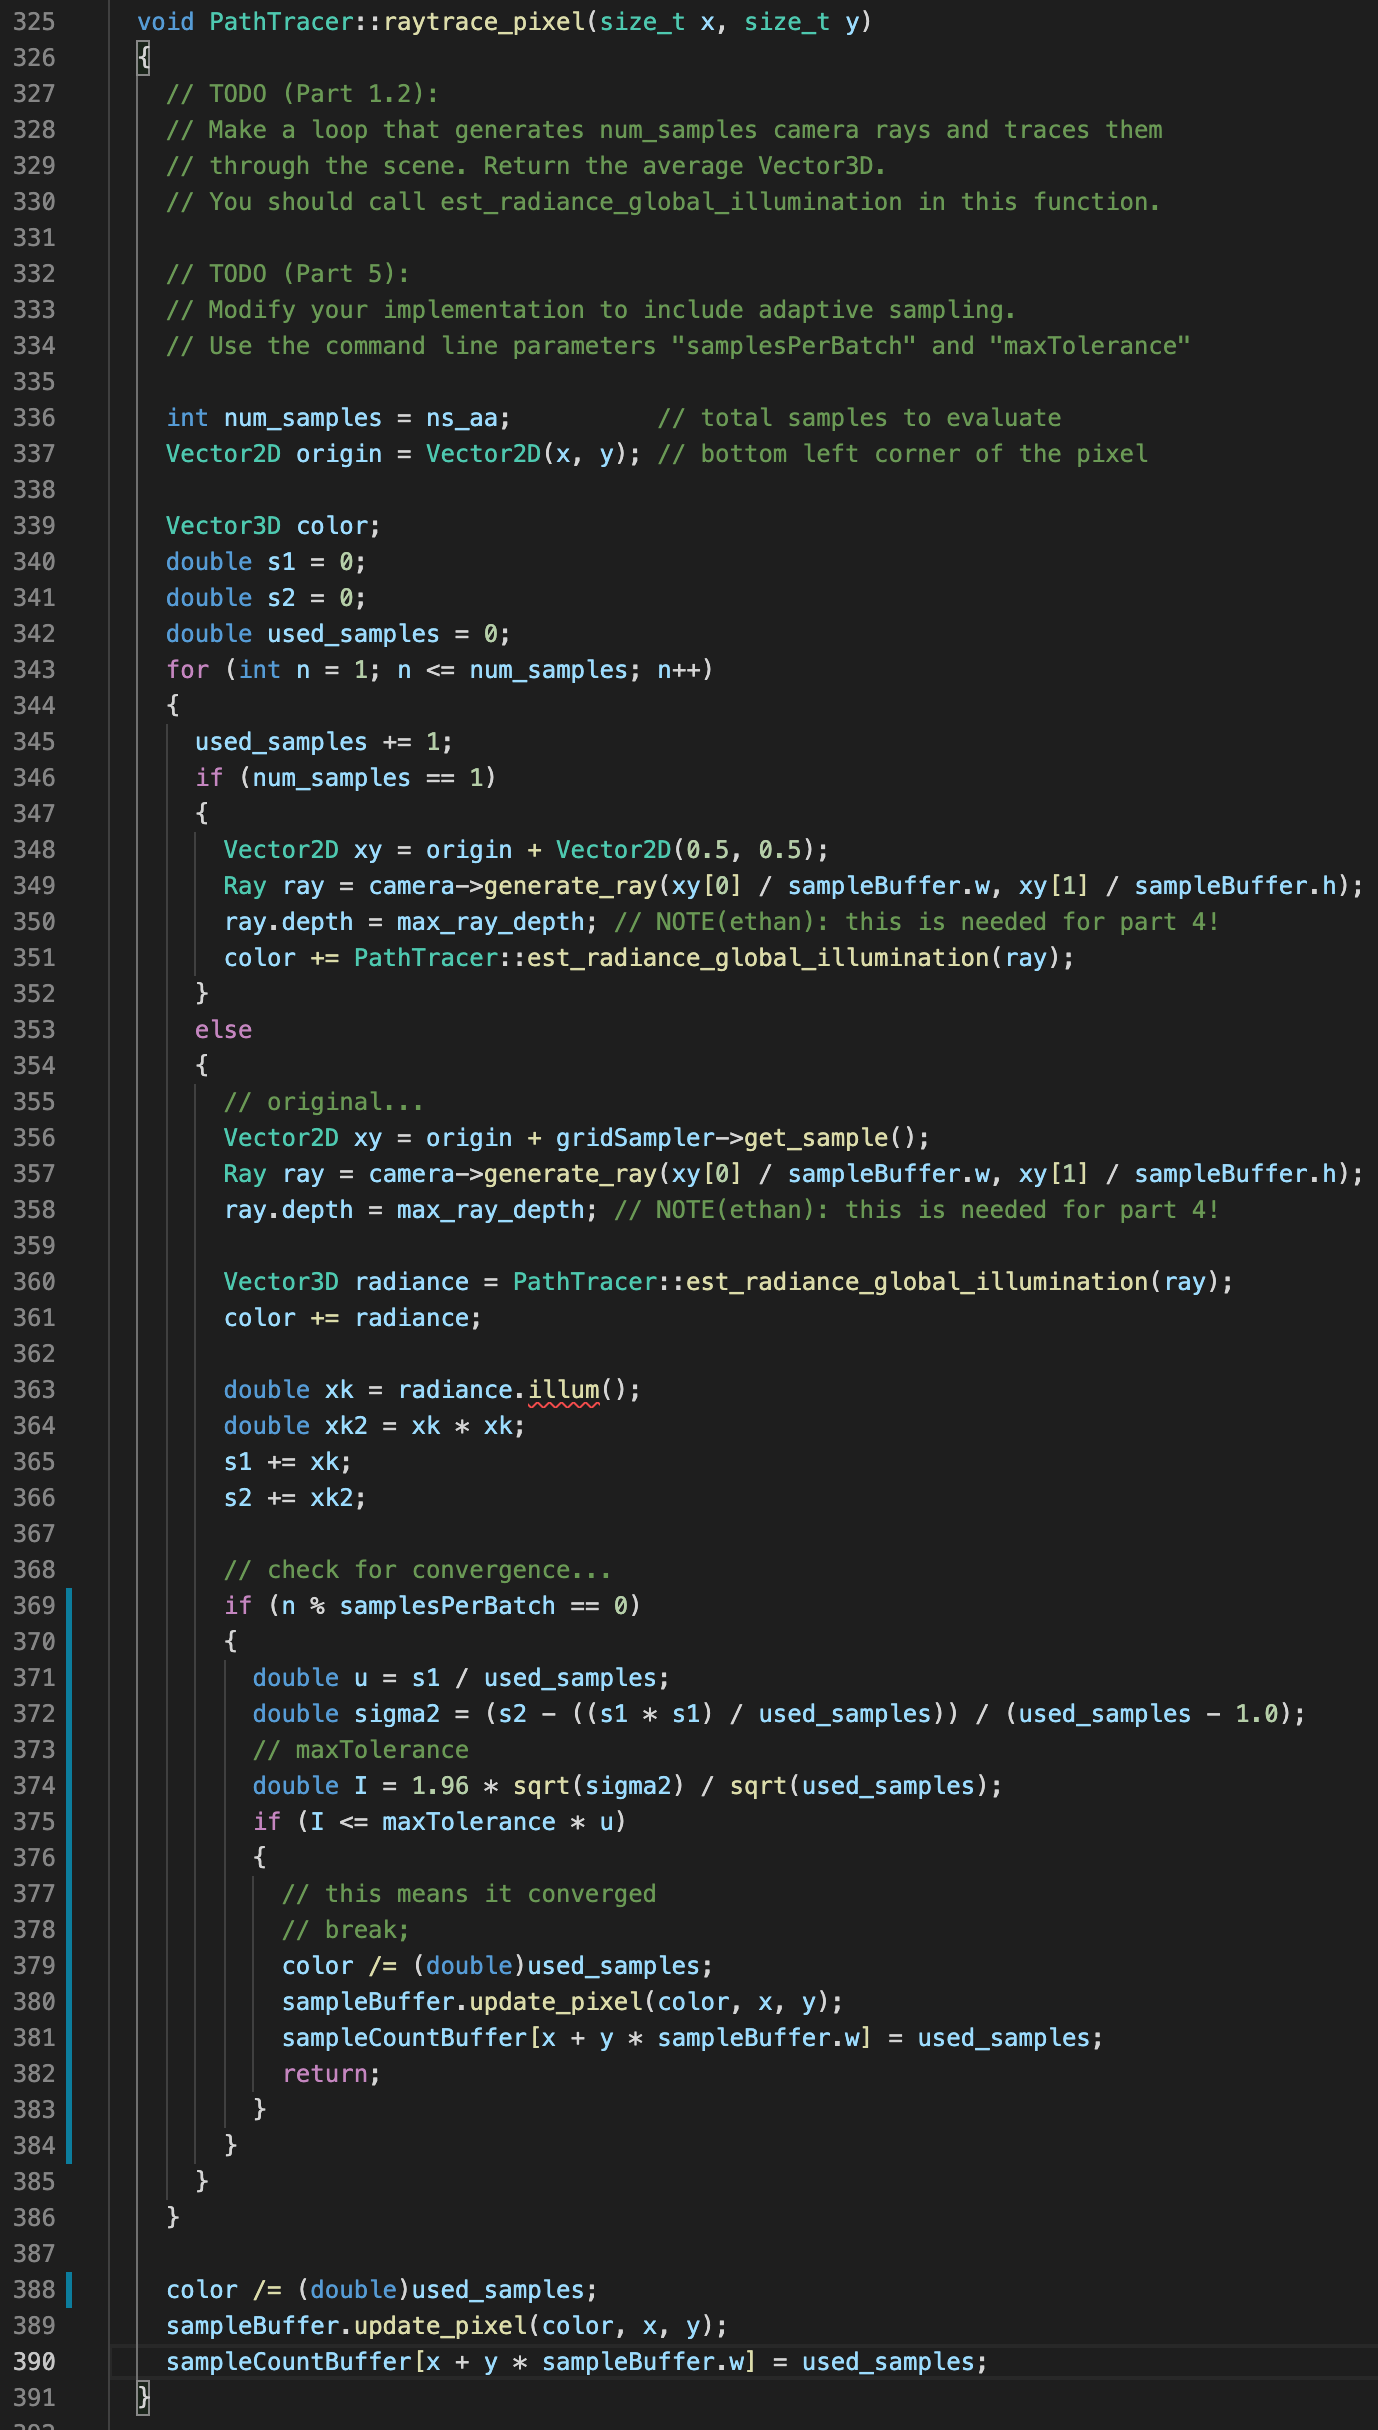 325 void PathTracer::raytrace_pixel(size_t x, size_t y)
326 {
327 // TODO (Part 1.2):
328 // Make a loop that generates num_samples camera rays and traces them
329 // through the scene. Return the average Vector3D.
330 // You should call est_radiance_global_illumination in this function.
331
332 // TODO (Part 5):
333 // Modify your implementation to include adaptive sampling.
334 // Use the command line parameters "samplesPerBatch" and "maxTolerance"
335
336 int num_samples = ns_aa; // total samples to evaluate
337 Vector2D origin = Vector2D(x, y); // bottom left corner of the pixel
338
339 Vector3D color;
340 double s1 = 0;
341 double s2 = 0;
342 double used_samples = 0;
343 for (int n = 1; n <= num_samples; n++)
344 {
345 used_samples += 1;
346 if (num_samples == 1)
347 {
348 Vector2D xy = origin + Vector2D(0.5, 0.5);
349 Ray ray = camera->generate_ray(xy[0] / sampleBuffer.w, xy[1] / sampleBuffer.h);
350 ray.depth = max_ray_depth; // NOTE(ethan): this is needed for part 4!
351 color += PathTracer::est_radiance_global_illumination(ray);
352 }
353 else
354 {
355 // original...
356 Vector2D xy = origin + gridSampler->get_sample();
357 Ray ray = camera->generate_ray(xy[0] / sampleBuffer.w, xy[1] / sampleBuffer.h);
358 ray.depth = max_ray_depth; // NOTE(ethan): this is needed for part 4!
359
360 Vector3D radiance = PathTracer::est_radiance_global_illumination(ray);
361 color += radiance;
362
363 double xk = radiance.illum();
364 double xk2 = xk * xk;
365 s1 += xk;
366 s2 += xk2;
367
368 // check for convergence...
369 if (n % samplesPerBatch == 0)
370 {
371 double u = s1 / used_samples;
372 double sigma2 = (s2 - ((s1 * s1) / used_samples)) / (used_samples - 1.0);
373 // maxTolerance
374 double I = 1.96 * sqrt(sigma2) / sqrt(used_samples);
375 if (I <= maxTolerance * u)
376 {
377 // this means it converged
378 // break;
379 color /= (double)used_samples;
380 sampleBuffer.update_pixel(color, x, y);
381 sampleCountBuffer[x + y * sampleBuffer.w] = used_samples;
382 return;
383 }
384 }
385 }
386 }
387
388 color /= (double)used_samples;
389 sampleBuffer.update_pixel(color, x, y);
390 sampleCountBuffer[x + y * sampleBuffer.w] = used_samples;
391 }